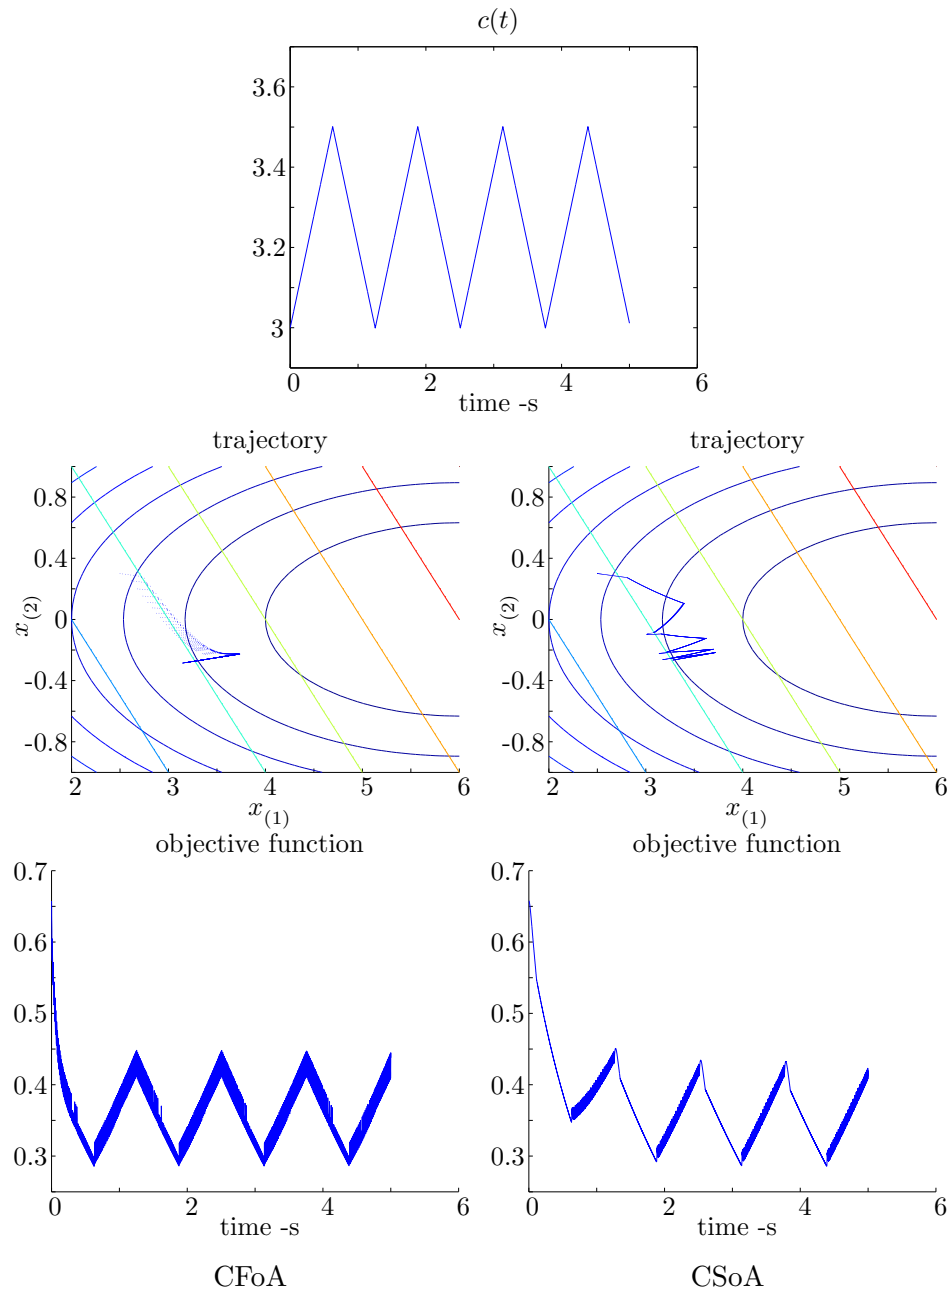 c(t)
3.6
3.4
3.2
3
0 2 4 6
time -s
trajectory trajectory
0.8 0.8
0.4 0.4
x(2) 0 x(2) 0
-0.4 -0.4
-0.8 -0.8
2 3 4 5 6 2 3 4 5 6
x(1) x(1)
objective function objective function
0.7 0.7
0.6 0.6
0.5 0.5
0.4 0.4
0.3 0.3
0 2 4 6 0 2 4 6
time -s time -s
CFoA CSoA